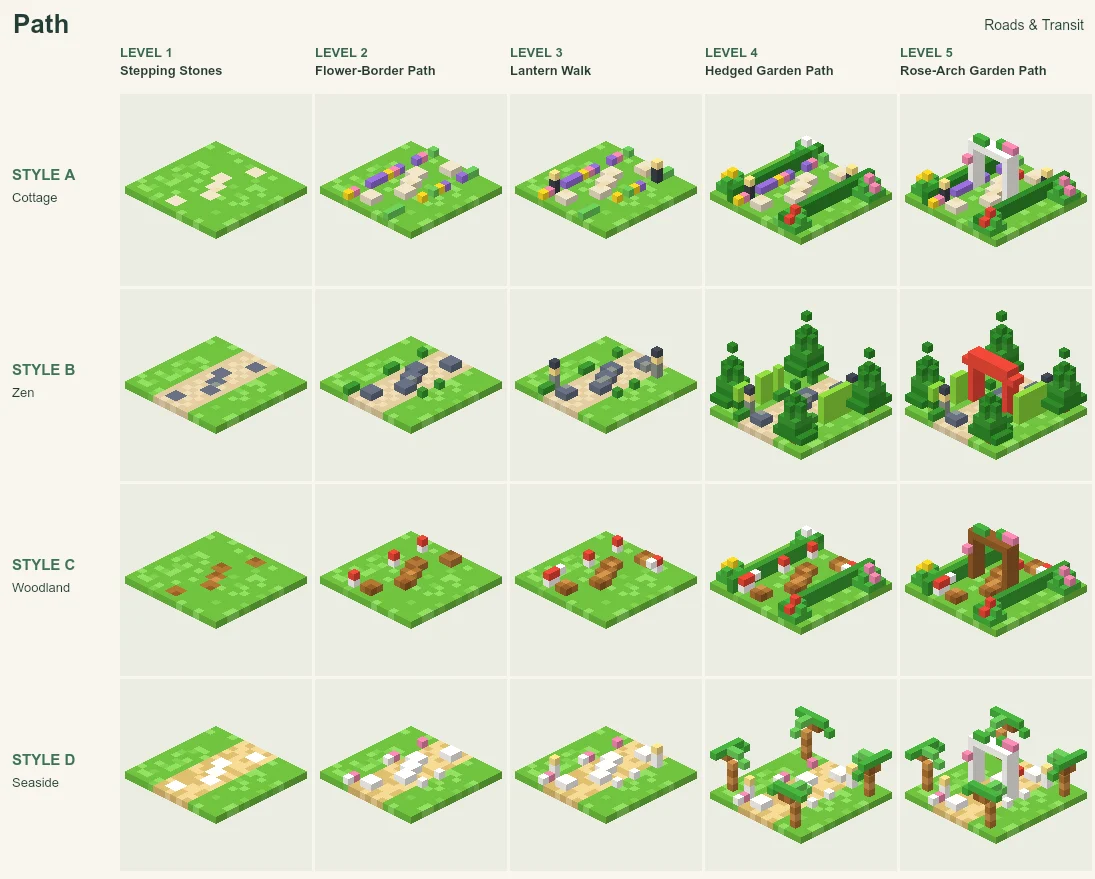 Path
Roads & Transit
LEVEL 1
Stepping Stones
LEVEL 2
Flower-Border Path
LEVEL 3
Lantern Walk
LEVEL 4
Hedged Garden Path
LEVEL 5
Rose-Arch Garden Path
STYLE A
Cottage
STYLE B
Zen
STYLE C
Woodland
STYLE D
Seaside